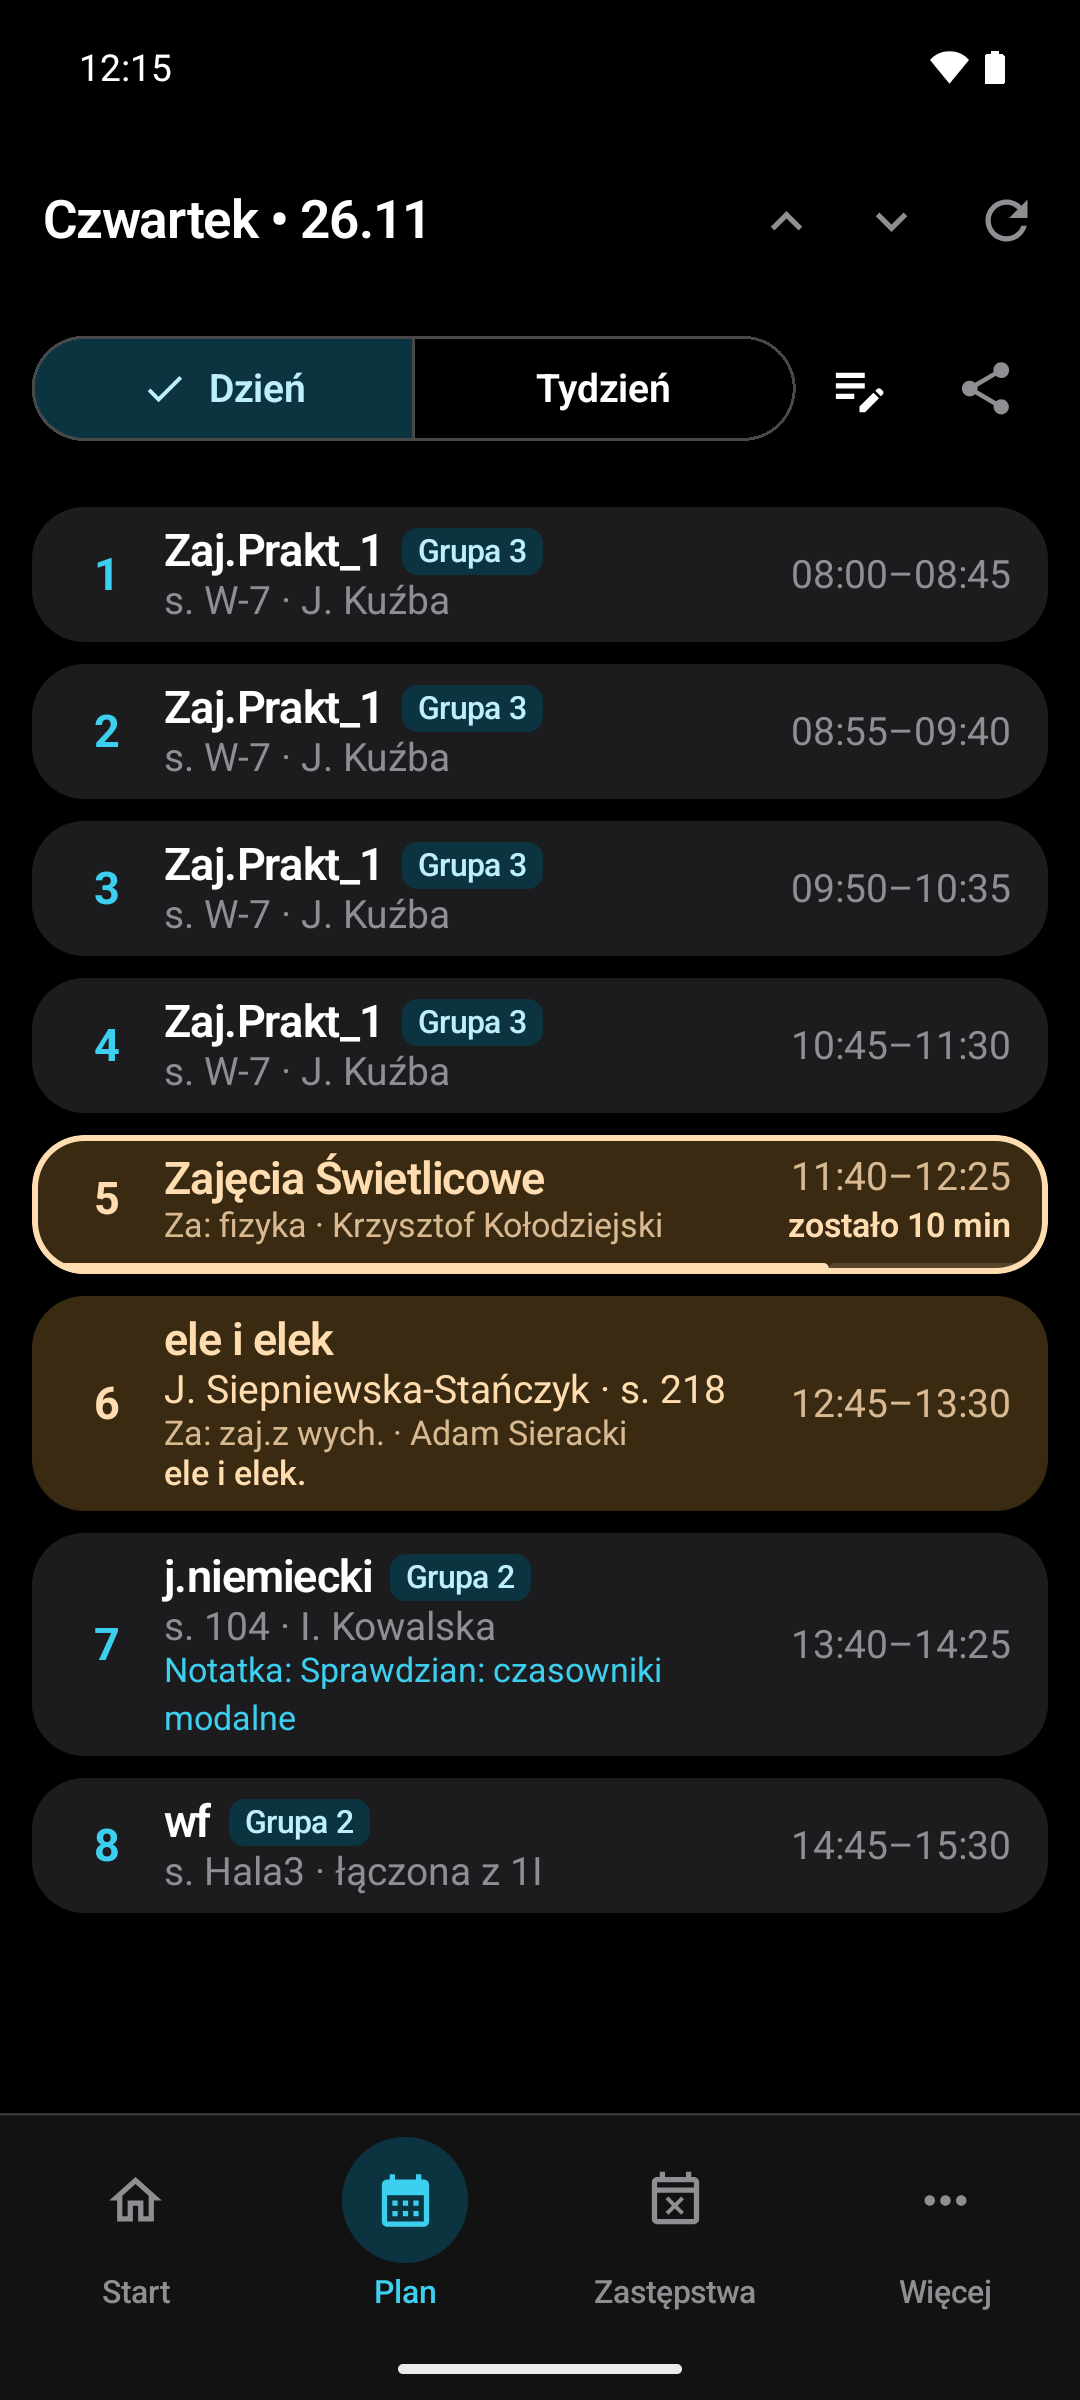 12:15
Czwartek • 26.11
Dzień
Tydzień
1
Zaj.Prakt_1 Grupa 3
s. W-7 · J. Kuźba
08:00–08:45
2
Zaj.Prakt_1 Grupa 3
s. W-7 · J. Kuźba
08:55–09:40
3
Zaj.Prakt_1 Grupa 3
s. W-7 · J. Kuźba
09:50–10:35
4
Zaj.Prakt_1 Grupa 3
s. W-7 · J. Kuźba
10:45–11:30
5
Zajęcia Świetlicowe
Za: fizyka · Krzysztof Kołodziejski
11:40–12:25
zostało 10 min
6
ele i elek
J. Siepniewska-Stańczyk · s. 218
Za: zaj.z wych. · Adam Sieracki
ele i elek.
12:45–13:30
7
j.niemiecki Grupa 2
s. 104 · I. Kowalska
Notatka: Sprawdzian: czasowniki
modalne
13:40–14:25
8
wf Grupa 2
s. Hala3 · łączona z 1I
14:45–15:30
Start
Plan
Zastępstwa
Więcej